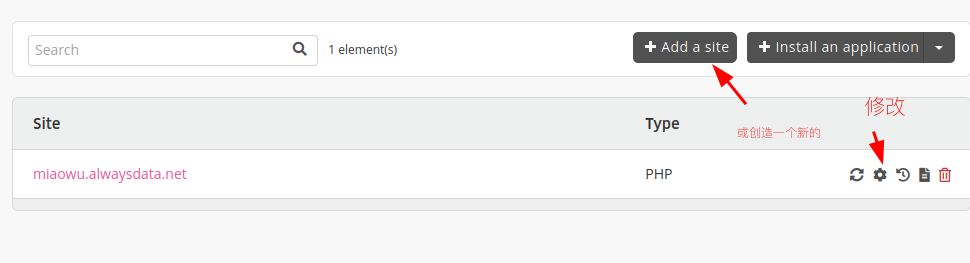 Search
1 element(s)
Add a site
Install an application
修改
Site
Type
或创造一个新的
miaowu.alwaysdata.net
PHP